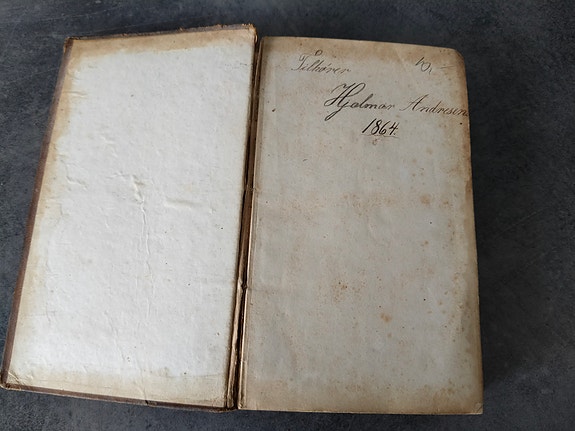 Tilhører
Hjalmar Andresen
1864.